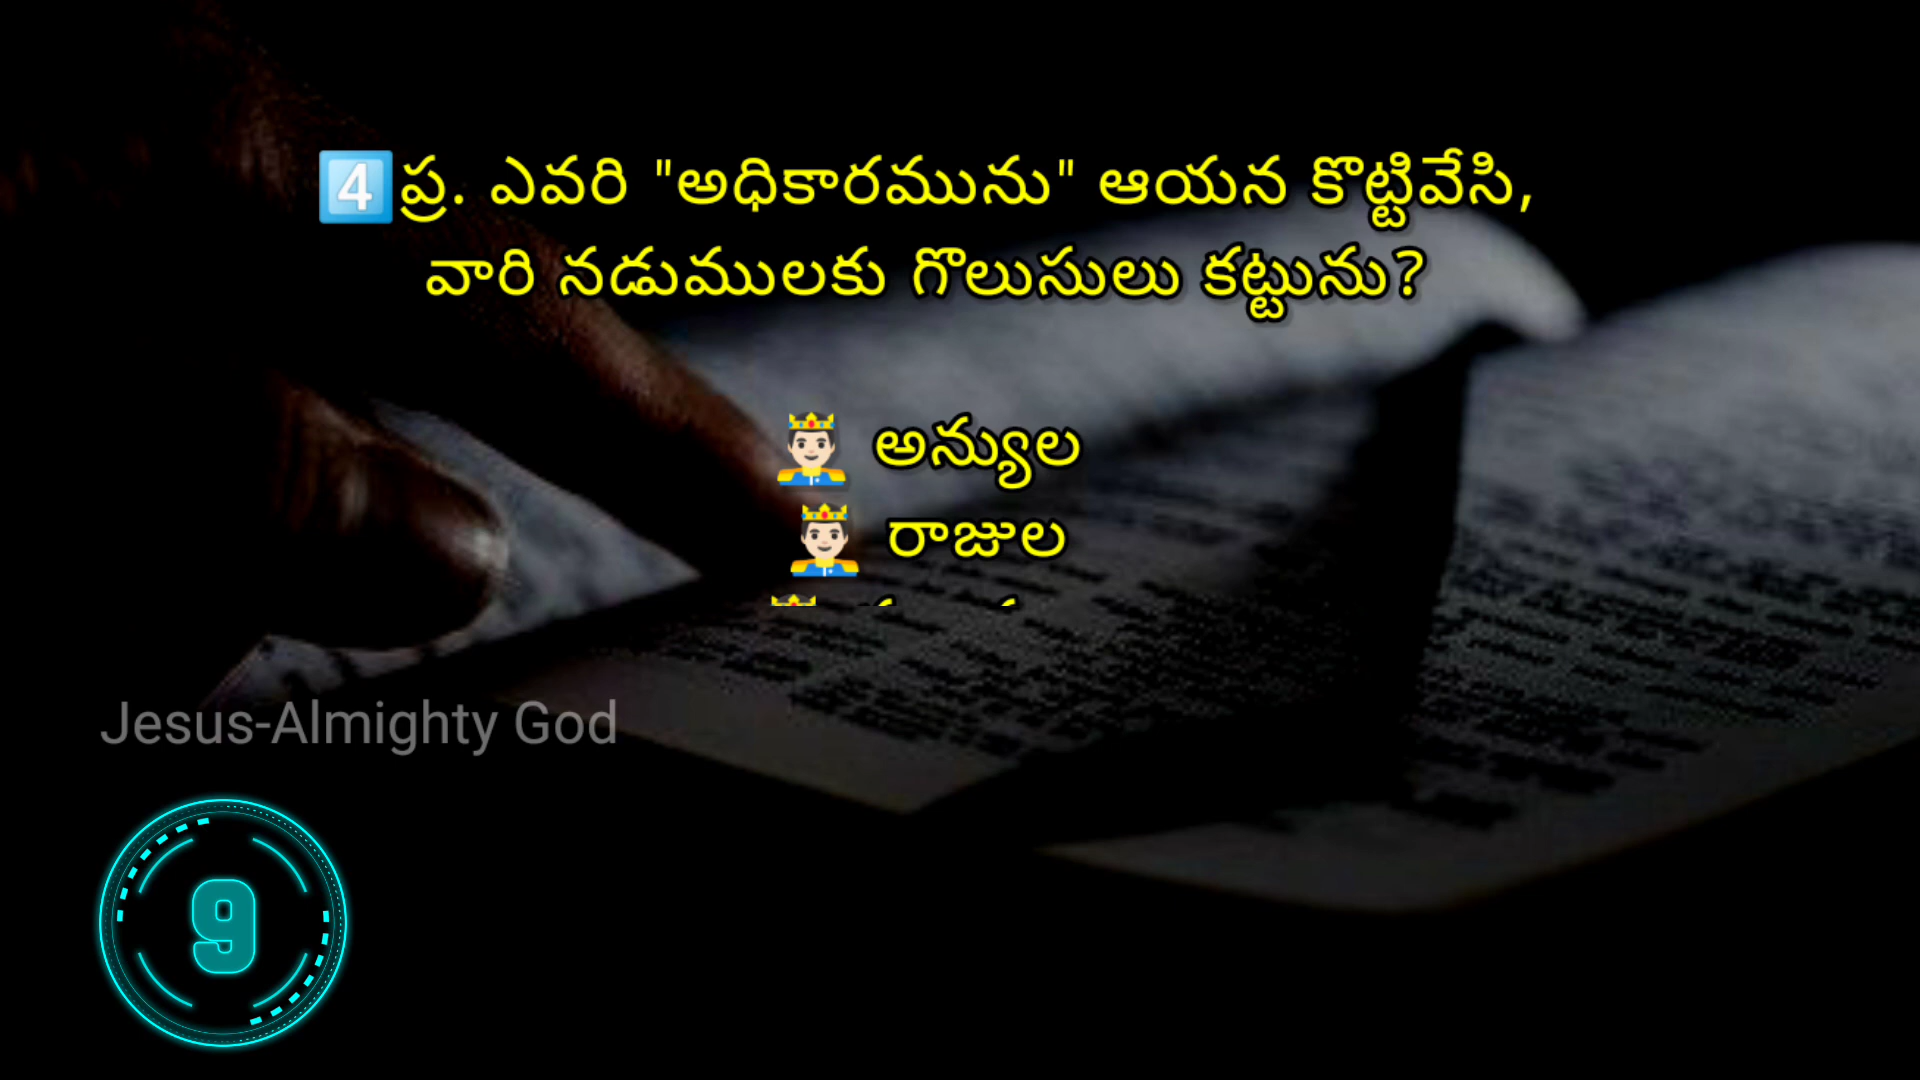 4️⃣ప్ర. ఎవరి "అధికారమును" ఆయన కొట్టివేసి,
వారి నడుములకు గొలుసులు కట్టును?
🤴🏻 అన్యుల
🤴🏻 రాజుల
Jesus-Almighty God
9